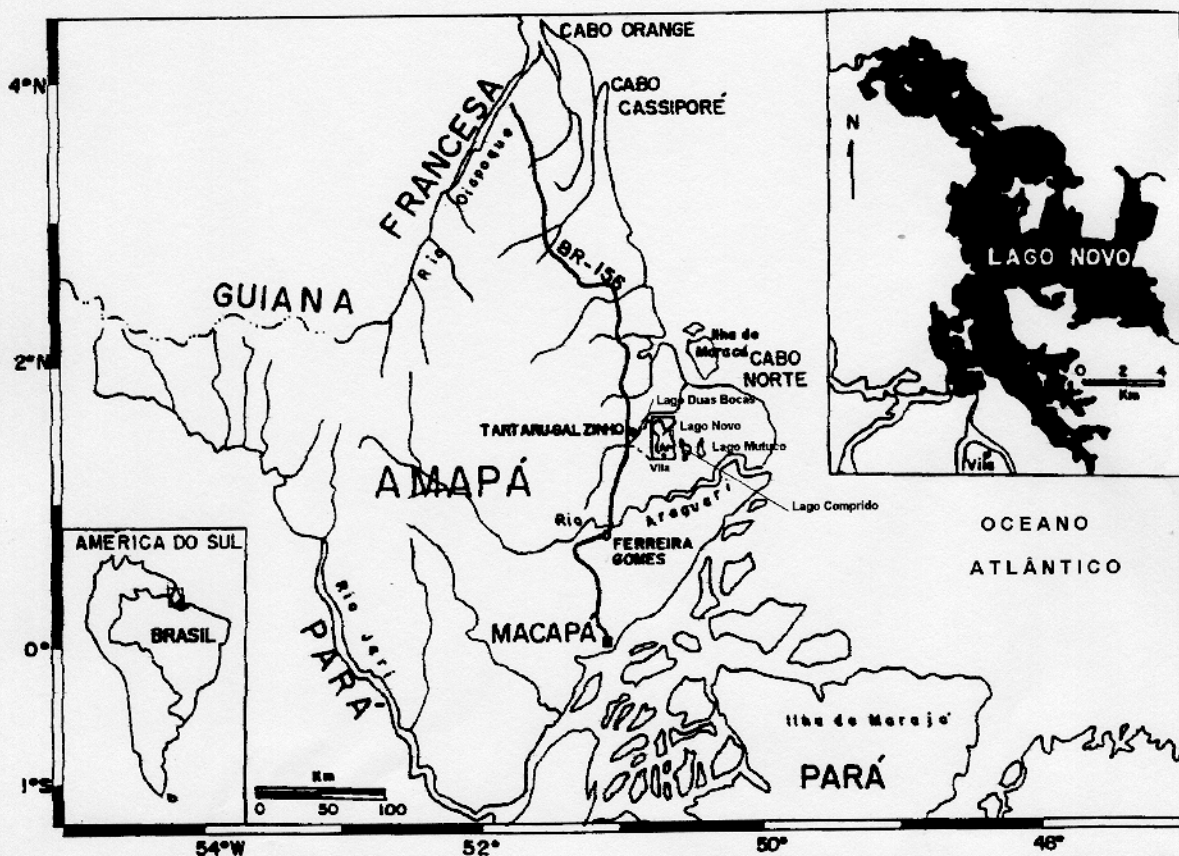 CABO ORANGE
4°N
CABO
CASSIPORÉ
FRANCESA
Rio Oiapoque
N
BR-156
LAGO NOVO
GUIANA
2°N
Ilha de
Maracá
CABO
NORTE
0 2 4
Km
Lago Duas Bocas
TARTARUGALZINHO
Lago Novo
Lago Mutuco
Vila
Vila
AMAPÁ
Lago Comprido
Rio Araguari
OCEANO
ATLÂNTICO
FERREIRA
GOMES
AMERICA DO SUL
BRASIL
Rio Jari
MACAPÁ
0°
PARÁ
Ilha de Marajó
PARÁ
Km
0 50 100
1°S
54°W 52° 50° 48°